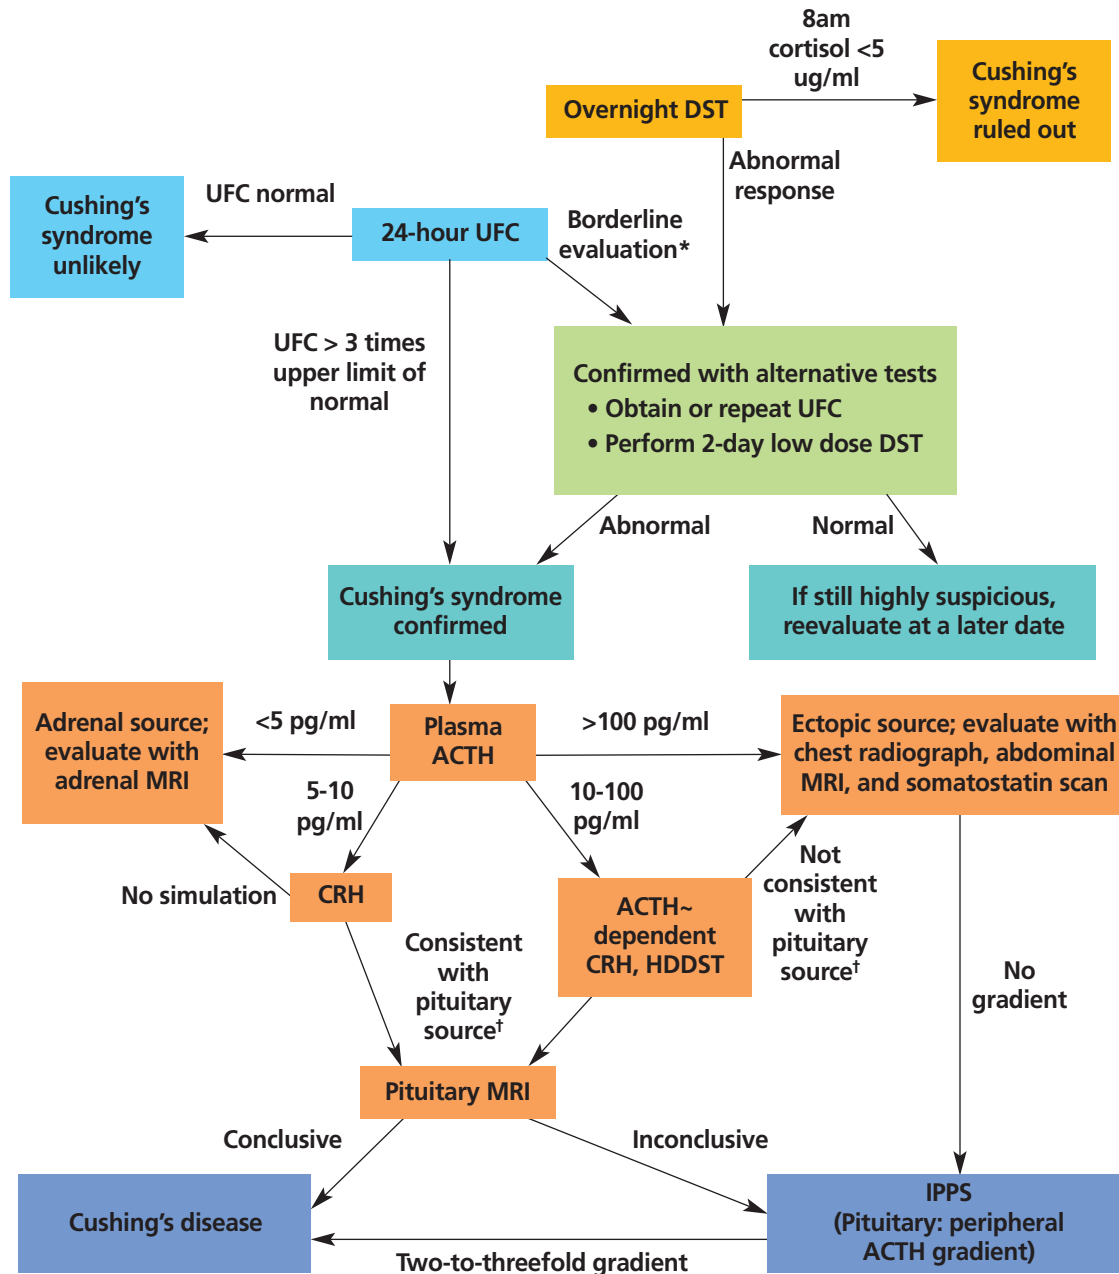 8am
cortisol <5
ug/ml
Overnight DST
Cushing's
syndrome
ruled out
Abnormal
response
Cushing's
syndrome
unlikely
UFC normal
24-hour UFC
Borderline
evaluation*
UFC > 3 times
upper limit of
normal
Confirmed with alternative tests
• Obtain or repeat UFC
• Perform 2-day low dose DST
Abnormal
Normal
Cushing's syndrome
confirmed
If still highly suspicious,
reevaluate at a later date
Adrenal source;
evaluate with
adrenal MRI
<5 pg/ml
Plasma
ACTH
>100 pg/ml
Ectopic source; evaluate with
chest radiograph, abdominal
MRI, and somatostatin scan
5-10
pg/ml
10-100
pg/ml
No simulation
CRH
Consistent
with
pituitary
source†
ACTH~
dependent
CRH, HDDST
Not
consistent
with
pituitary
source†
No
gradient
Pituitary MRI
Conclusive
Inconclusive
Cushing's disease
IPPS
(Pituitary: peripheral
ACTH gradient)
Two-to-threefold gradient